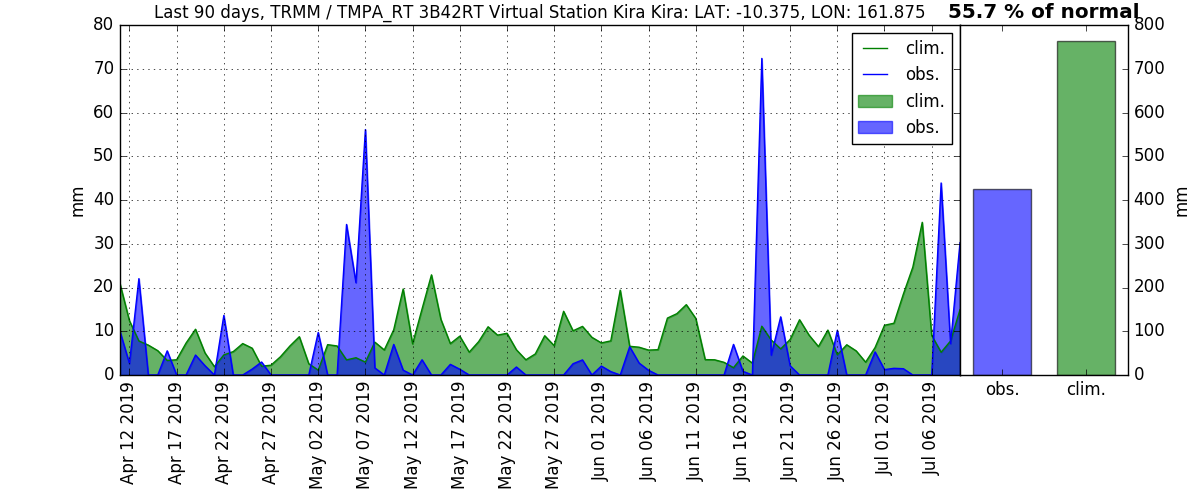 Last 90 days, TRMM / TMPA_RT 3B42RT Virtual Station Kira Kira: LAT: -10.375, LON: 161.875
55.7 % of normal
80
70
60
50
40
30
20
10
0
mm
clim.
obs.
clim.
obs.
800
700
600
500
400
300
200
100
0
mm
obs.
clim.
Apr 12 2019
Apr 17 2019
Apr 22 2019
Apr 27 2019
May 02 2019
May 07 2019
May 12 2019
May 17 2019
May 22 2019
May 27 2019
Jun 01 2019
Jun 06 2019
Jun 11 2019
Jun 16 2019
Jun 21 2019
Jun 26 2019
Jul 01 2019
Jul 06 2019